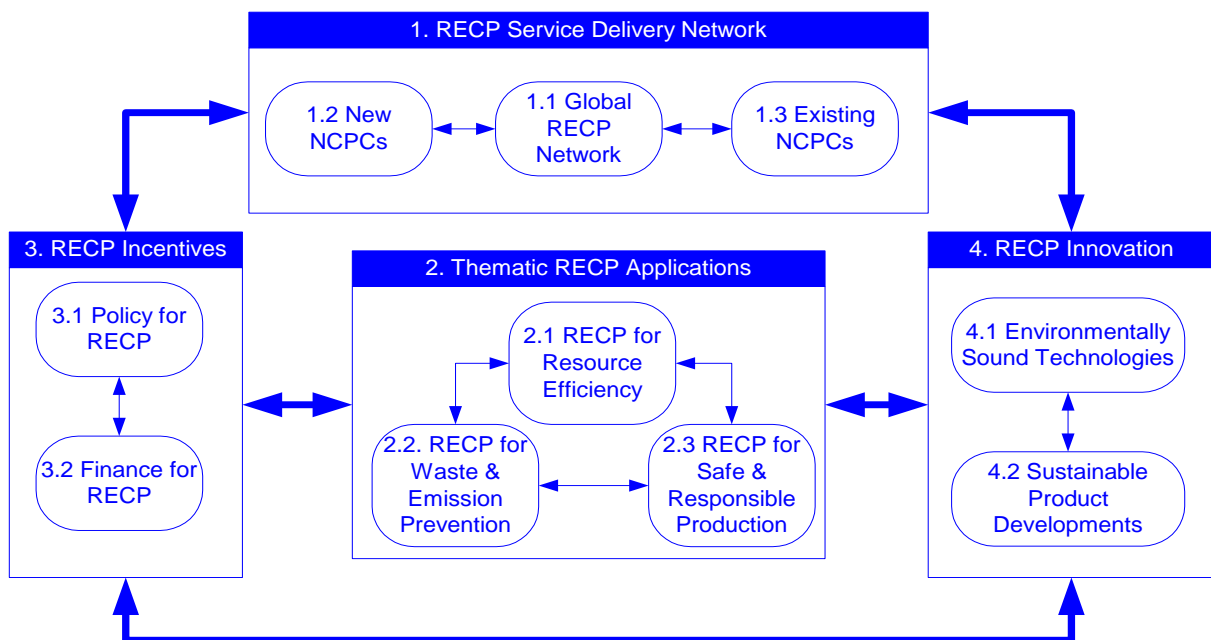 1. RECP Service Delivery Network
1.2 New
NCPCs
1.1 Global
RECP
Network
1.3 Existing
NCPCs
3. RECP Incentives
3.1 Policy for
RECP
3.2 Finance for
RECP
2. Thematic RECP Applications
2.1 RECP for
Resource
Efficiency
2.2. RECP for
Waste &
Emission
Prevention
2.3 RECP for
Safe &
Responsible
Production
4. RECP Innovation
4.1 Environmentally
Sound Technologies
4.2 Sustainable
Product
Developments